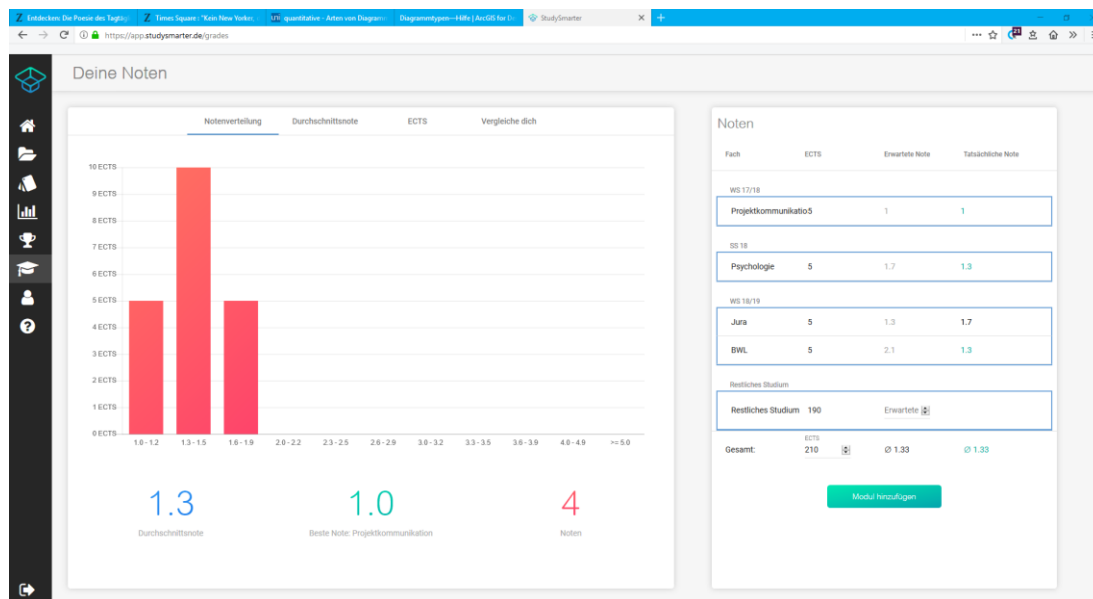 Entdecken: Die Poesie des Tagtäg
Times Square: "Kein New Yorker,
quantitative - Arten von Diagramm
Diagrammtypen—Hilfe | ArcGIS for De
StudySmarter
https://app.studysmarter.de/grades
Deine Noten
Notenverteilung Durchschnittsnote ECTS Vergleiche dich
10 ECTS
9 ECTS
8 ECTS
7 ECTS
6 ECTS
5 ECTS
4 ECTS
3 ECTS
2 ECTS
1 ECTS
0 ECTS
1.0 - 1.2 1.3 - 1.5 1.6 - 1.9 2.0 - 2.2 2.3 - 2.5 2.6 - 2.9 3.0 - 3.2 3.3 - 3.5 3.6 - 3.9 4.0 - 4.9 >= 5.0
1.3 1.0 4
Durchschnittsnote Beste Note: Projektkommunikation Noten
Noten
Fach ECTS Erwartete Note Tatsächliche Note
WS 17/18
Projektkommunikatio 5 1 1
SS 18
Psychologie 5 1.7 1.3
WS 18/19
Jura 5 1.3 1.7
BWL 5 2.1 1.3
Restliches Studium
Restliches Studium 190 Erwartete
ECTS
Gesamt: 210 ∅ 1.33 ∅ 1.33
Modul hinzufügen